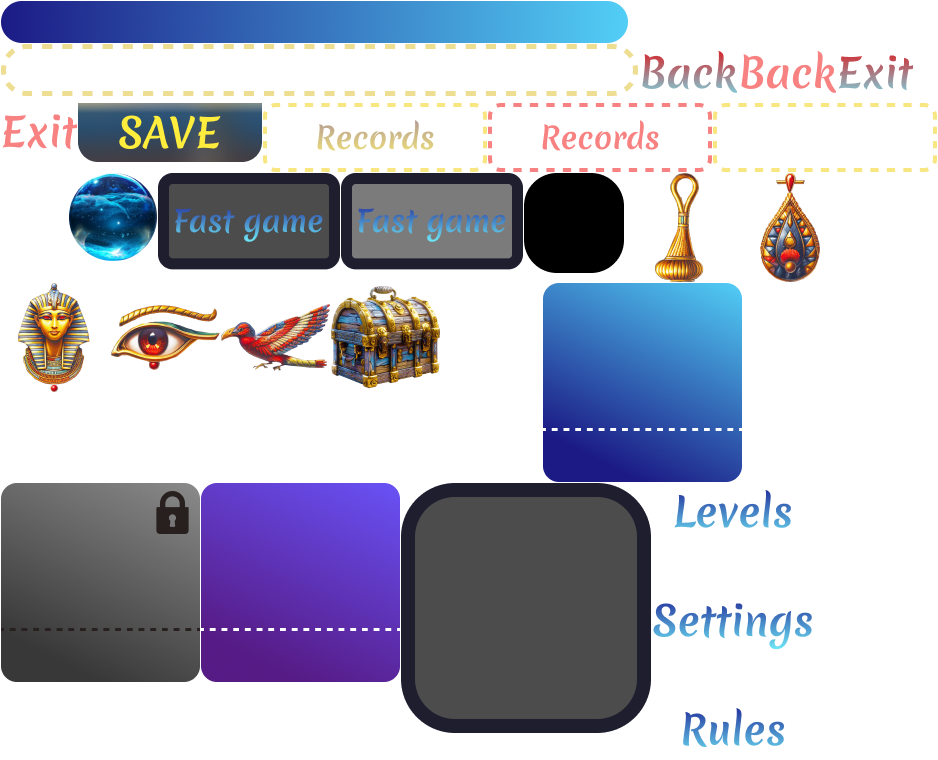 BackBackExit
Exit
SAVE
Records
Records
Fast game
Fast game
Levels
Settings
Rules